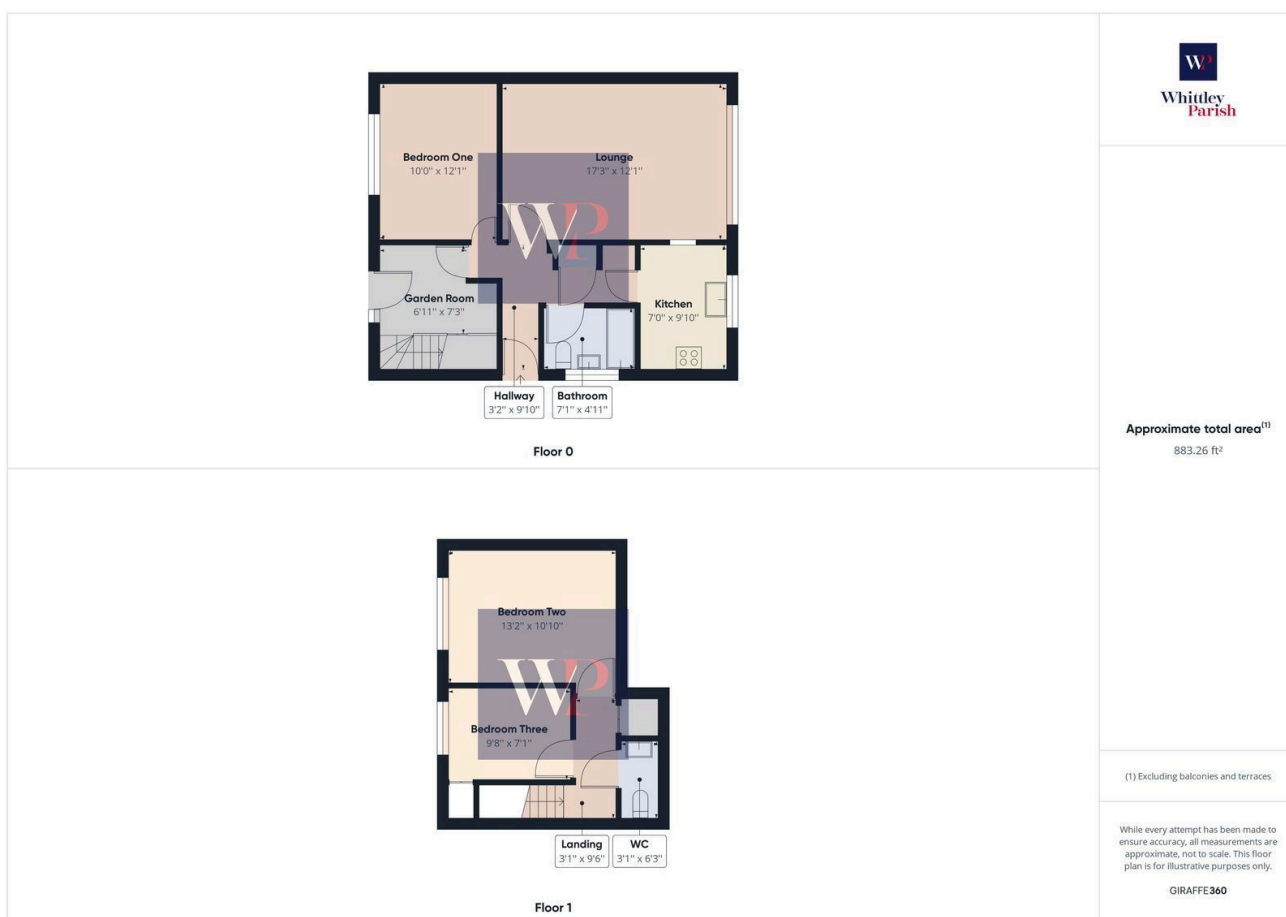 WP
Whittley
Parish
Bedroom One
10'0" x 12'1"
Lounge
17'3" x 12'1"
WP
Garden Room
6'11" x 7'3"
Kitchen
7'0" x 9'10"
Hallway
3'2" x 9'10"
Bathroom
7'1" x 4'11"
Floor 0
Approximate total area(1)
883.26 ft²
Bedroom Two
13'2" x 10'10"
WP
Bedroom Three
9'8" x 7'1"
Landing
3'1" x 9'6"
WC
3'1" x 6'3"
Floor 1
(1) Excluding balconies and terraces
While every attempt has been made to
ensure accuracy, all measurements are
approximate, not to scale. This floor
plan is for illustrative purposes only.
GIRAFFE360